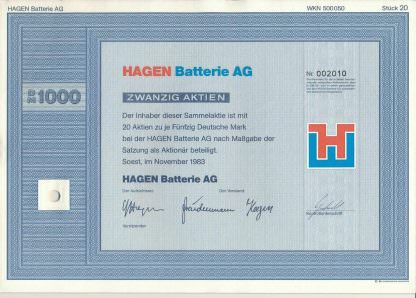 HAGEN Batterie AG
WKN 500050
Stück 20
HAGEN Batterie AG
Nr. 002010
DM 1000
ZWANZIG AKTIEN
Der Inhaber dieser Sammelaktie ist mit
20 Aktien zu je Fünfzig Deutsche Mark
bei der HAGEN Batterie AG nach Maßgabe der
Satzung als Aktionär beteiligt.
Soest, im November 1983
HAGEN Batterie AG
Der Aufsichtsrat
Der Vorstand
Vorsitzender
Kontrollunterschrift